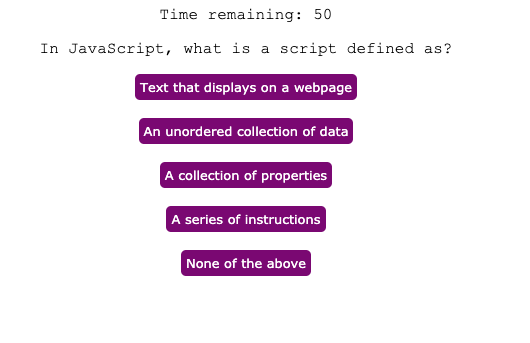 Time remaining: 50
In JavaScript, what is a script defined as?
Text that displays on a webpage
An unordered collection of data
A collection of properties
A series of instructions
None of the above